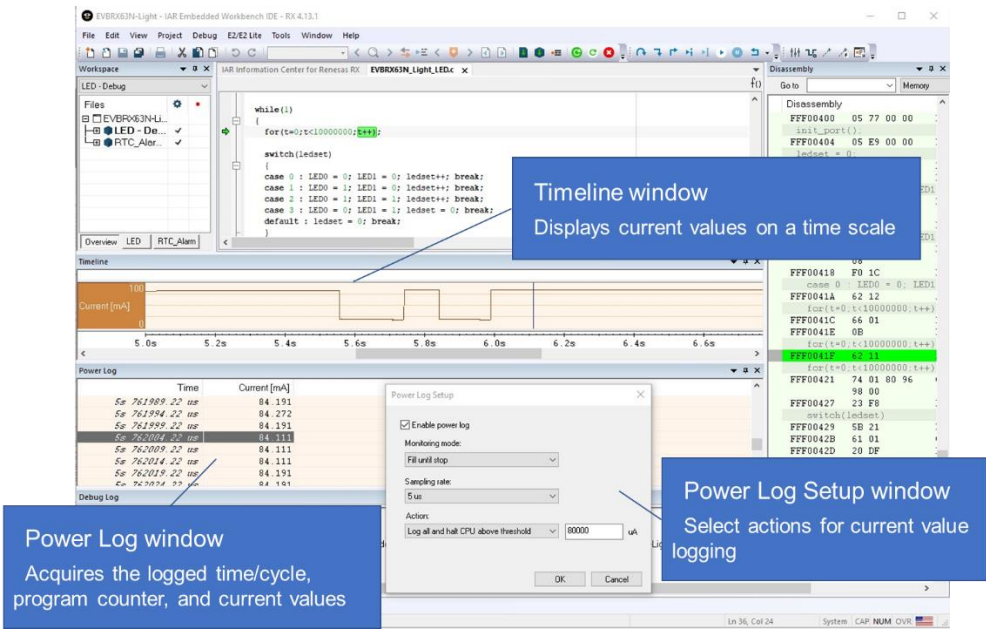 EVBRX63N-Light - IAR Embedded Workbench IDE - RX 4.13.1
File Edit View Project Debug E2/E2 Lite Tools Window Help
Workspace
LED - Debug
Files
EVBRX63N-Li...
LED - De...
RTC_Alar...
Overview LED RTC_Alarm
IAR Information Center for Renesas RX EVBRX63N_Light_LED.c x
f()
while(1)
{
for(t=0;t<10000000;t++);
switch(ledset)
{
case 0 : LED0 = 0; LED1 = 0; ledset++; break;
case 1 : LED0 = 1; LED1 = 0; ledset++; break;
case 2 : LED0 = 1; LED1 = 1; ledset++; break;
case 3 : LED0 = 0; LED1 = 1; ledset = 0; break;
default : ledset = 0; break;
}
Disassembly
Go to
Memory
Disassembly
FFF00400 05 77 00 00
init_port();
FFF00404 05 E9 00 00
ledset = 0;
LED1
ED1
08
FFF00418 F0 1C
case 0 : LED0 = 0; LED1
FFF0041A 62 12
for(t=0;t<10000000;t++)
FFF0041C 66 01
FFF0041E 0B
for(t=0;t<10000000;t++)
FFF0041F 62 11
for(t=0;t<10000000;t++)
FFF00421 74 01 80 96
98 00
FFF00427 23 F8
switch(ledset)
FFF00429 5B 21
FFF0042B 61 01
FFF0042D 20 DF
Timeline window
Displays current values on a time scale
Timeline
100
Current [mA]
0
5.0s 5.2s 5.4s 5.6s 5.8s 6.0s 6.2s 6.4s 6.6s
Power Log
Time Current [mA]
5s 761989.22 us 84.191
5s 761994.22 us 84.272
5s 761999.22 us 84.191
5s 762004.22 us 84.111
5s 762009.22 us 84.111
5s 762014.22 us 84.111
5s 762019.22 us 84.191
5s 762024.22 us 84.191
Debug Log
Power Log Setup
Enable power log
Monitoring mode:
Fill until stop
Sampling rate:
5 us
Action:
Log all and halt CPU above threshold 80000 uA
OK Cancel
Power Log window
Acquires the logged time/cycle,
program counter, and current values
Power Log Setup window
Select actions for current value
logging
Ln 36, Col 24 System CAP NUM OVR